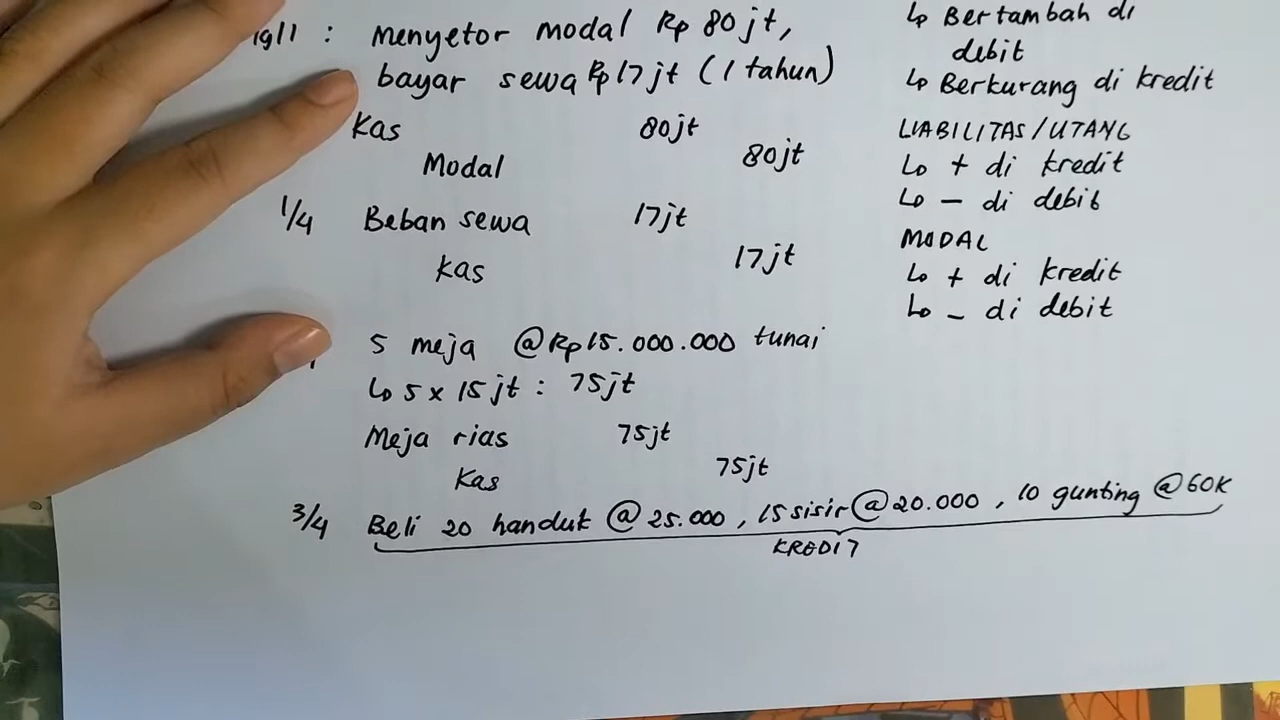 tgl 1 : menyetor modal Rp 80 jt,
bayar sewa Rp 17 jt (1 tahun)
Kas 80jt
Modal 80jt
1/4 Beban sewa 17jt
Kas 17jt
5 meja @Rp15.000.000 tunai
↳ 5 x 15 jt : 75jt
Meja rias 75jt
Kas 75jt
3/4 Beli 20 handuk @ 25.000 , 15 sisir @ 20.000 , 10 gunting @ 60K
KREDIT
↳ Bertambah di
debit
↳ Berkurang di kredit
LIABILITAS/UTANG
↳ + di kredit
↳ - di debit
MODAL
↳ + di kredit
↳ - di debit